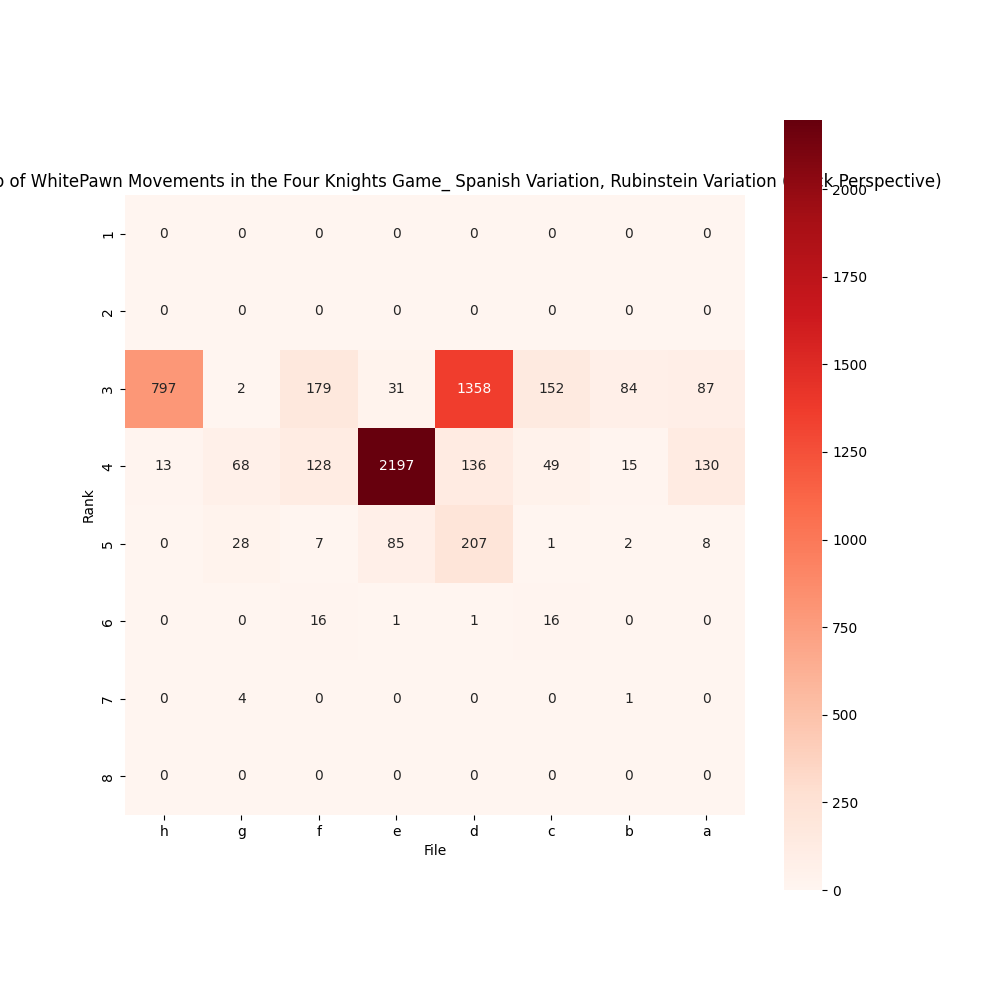 of WhitePawn Movements in the Four Knights Game_ Spanish Variation, Rubinstein Variation ( Perspective)
1 0 0 0 0 0 0 0 0
2 0 0 0 0 0 0 0 0
3 797 2 179 31 1358 152 84 87
4 13 68 128 2197 136 49 15 130
5 0 28 7 85 207 1 2 8
6 0 0 16 1 1 16 0 0
7 0 4 0 0 0 0 1 0
8 0 0 0 0 0 0 0 0
h g f e d c b a
File
Rank
2000
1750
1500
1250
1000
750
500
250
0